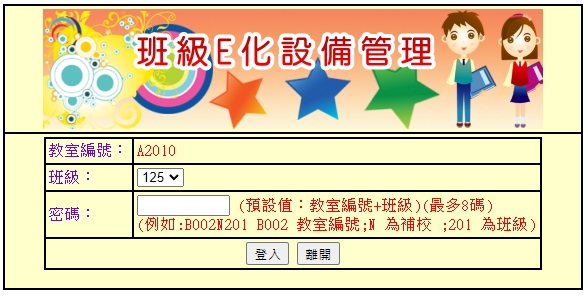 班級E化設備管理
教室編號： A2010
班級： 125
密碼： (預設值：教室編號+班級)(最多8碼)
(例如:B002N201 B002 教室編號;N 為補校 ;201 為班級)
登入 離開